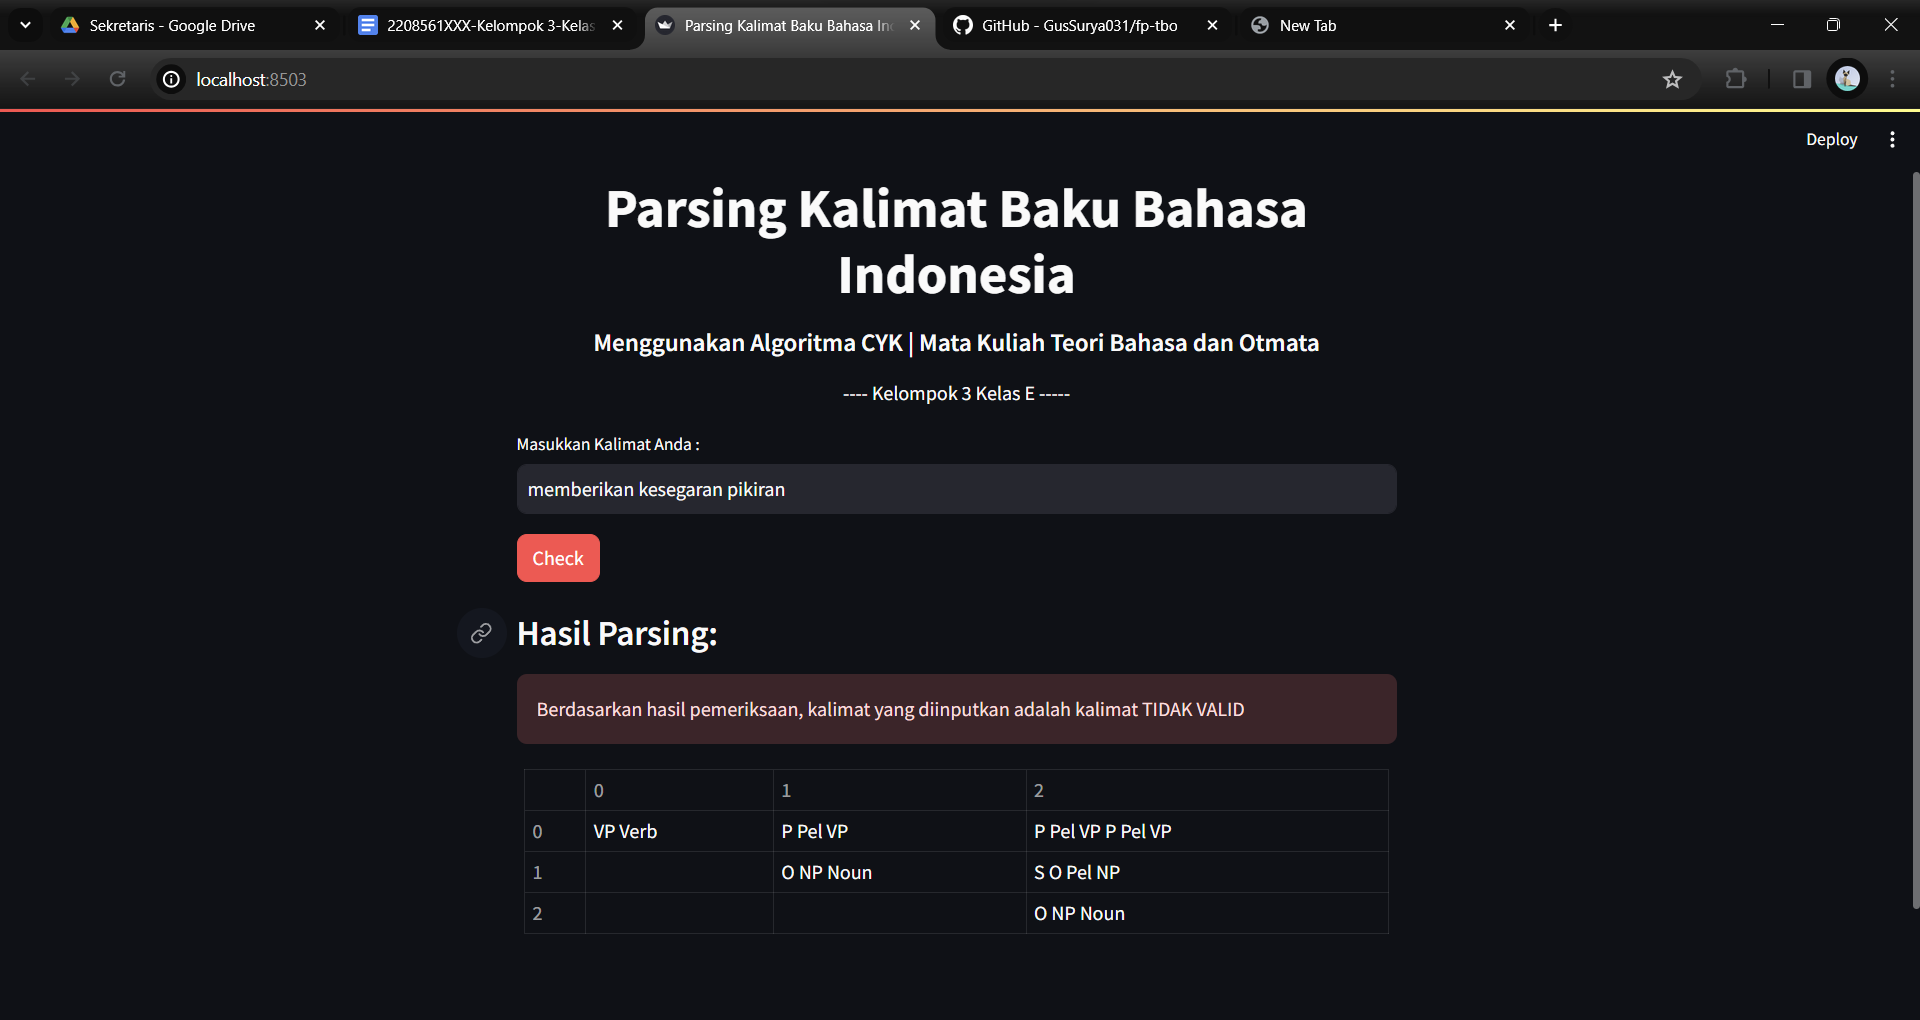 Sekretaris - Google Drive
2208561XXX-Kelompok 3-Kelas
Parsing Kalimat Baku Bahasa In
GitHub - GusSurya031/fp-tbo
New Tab
localhost:8503
Deploy
Parsing Kalimat Baku Bahasa
Indonesia
Menggunakan Algoritma CYK | Mata Kuliah Teori Bahasa dan Otmata
---- Kelompok 3 Kelas E -----
Masukkan Kalimat Anda :
memberikan kesegaran pikiran
Check
Hasil Parsing:
Berdasarkan hasil pemeriksaan, kalimat yang diinputkan adalah kalimat TIDAK VALID
0 1 2
0 VP Verb P Pel VP P Pel VP P Pel VP
1 O NP Noun S O Pel NP
2 O NP Noun